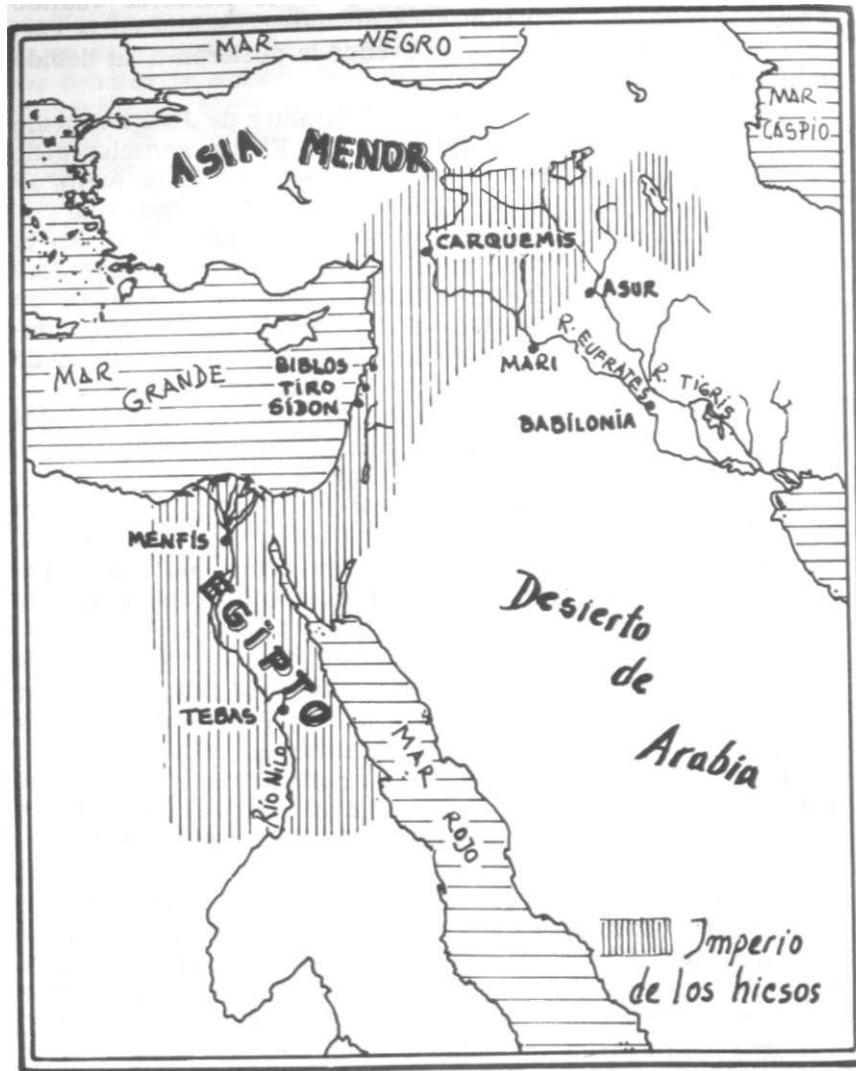 MAR NEGRO
MAR
CASPIO
ASIA MENOR
CARQUEMIS
ASUR
MARI
R. EUFRATES
R. TIGRIS
BABILONIA
MAR
GRANDE
BIBLOS
TIRO
SIDON
MENFIS
EGIPTO
TEBAS
RIO NILO
MAR
ROJO
Desierto
de
Arabia
Imperio
de los hicsos